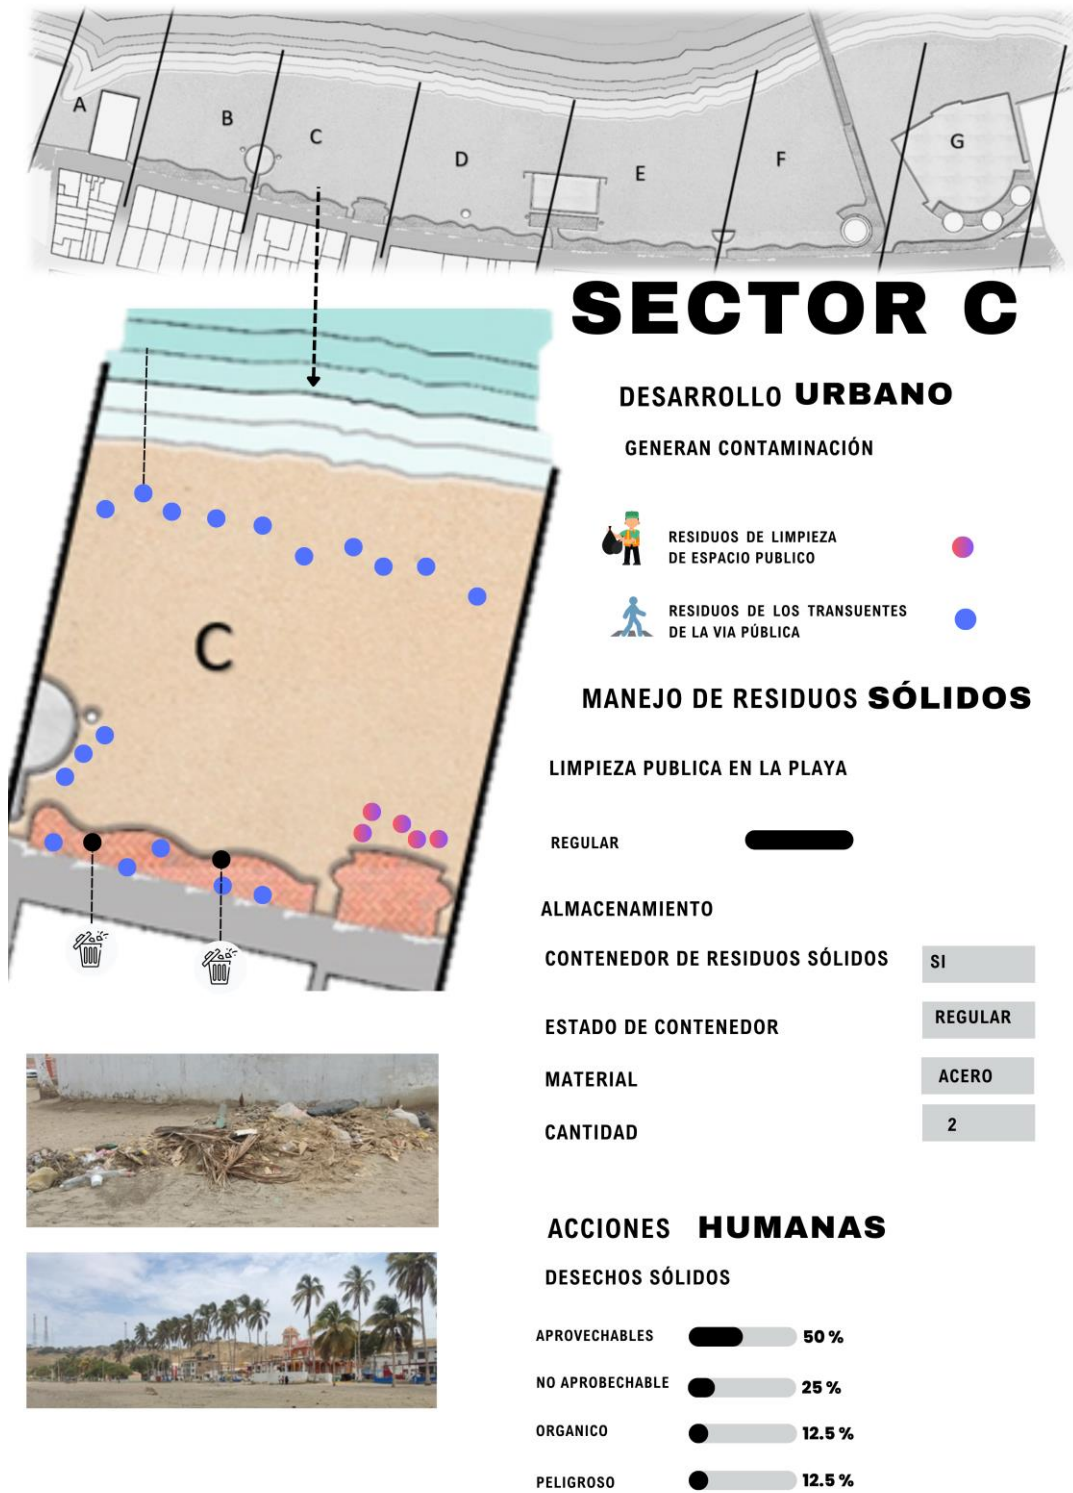 A
B
C
D
E
F
G
SECTOR C
DESARROLLO URBANO
GENERAN CONTAMINACIÓN
RESIDUOS DE LIMPIEZA
DE ESPACIO PUBLICO
RESIDUOS DE LOS TRANSUENTES
DE LA VIA PÚBLICA
C
MANEJO DE RESIDUOS SÓLIDOS
LIMPIEZA PUBLICA EN LA PLAYA
REGULAR
ALMACENAMIENTO
CONTENEDOR DE RESIDUOS SÓLIDOS SI
ESTADO DE CONTENEDOR REGULAR
MATERIAL ACERO
CANTIDAD 2
ACCIONES HUMANAS
DESECHOS SÓLIDOS
APROVECHABLES 50 %
NO APROBECHABLE 25 %
ORGANICO 12.5 %
PELIGROSO 12.5 %